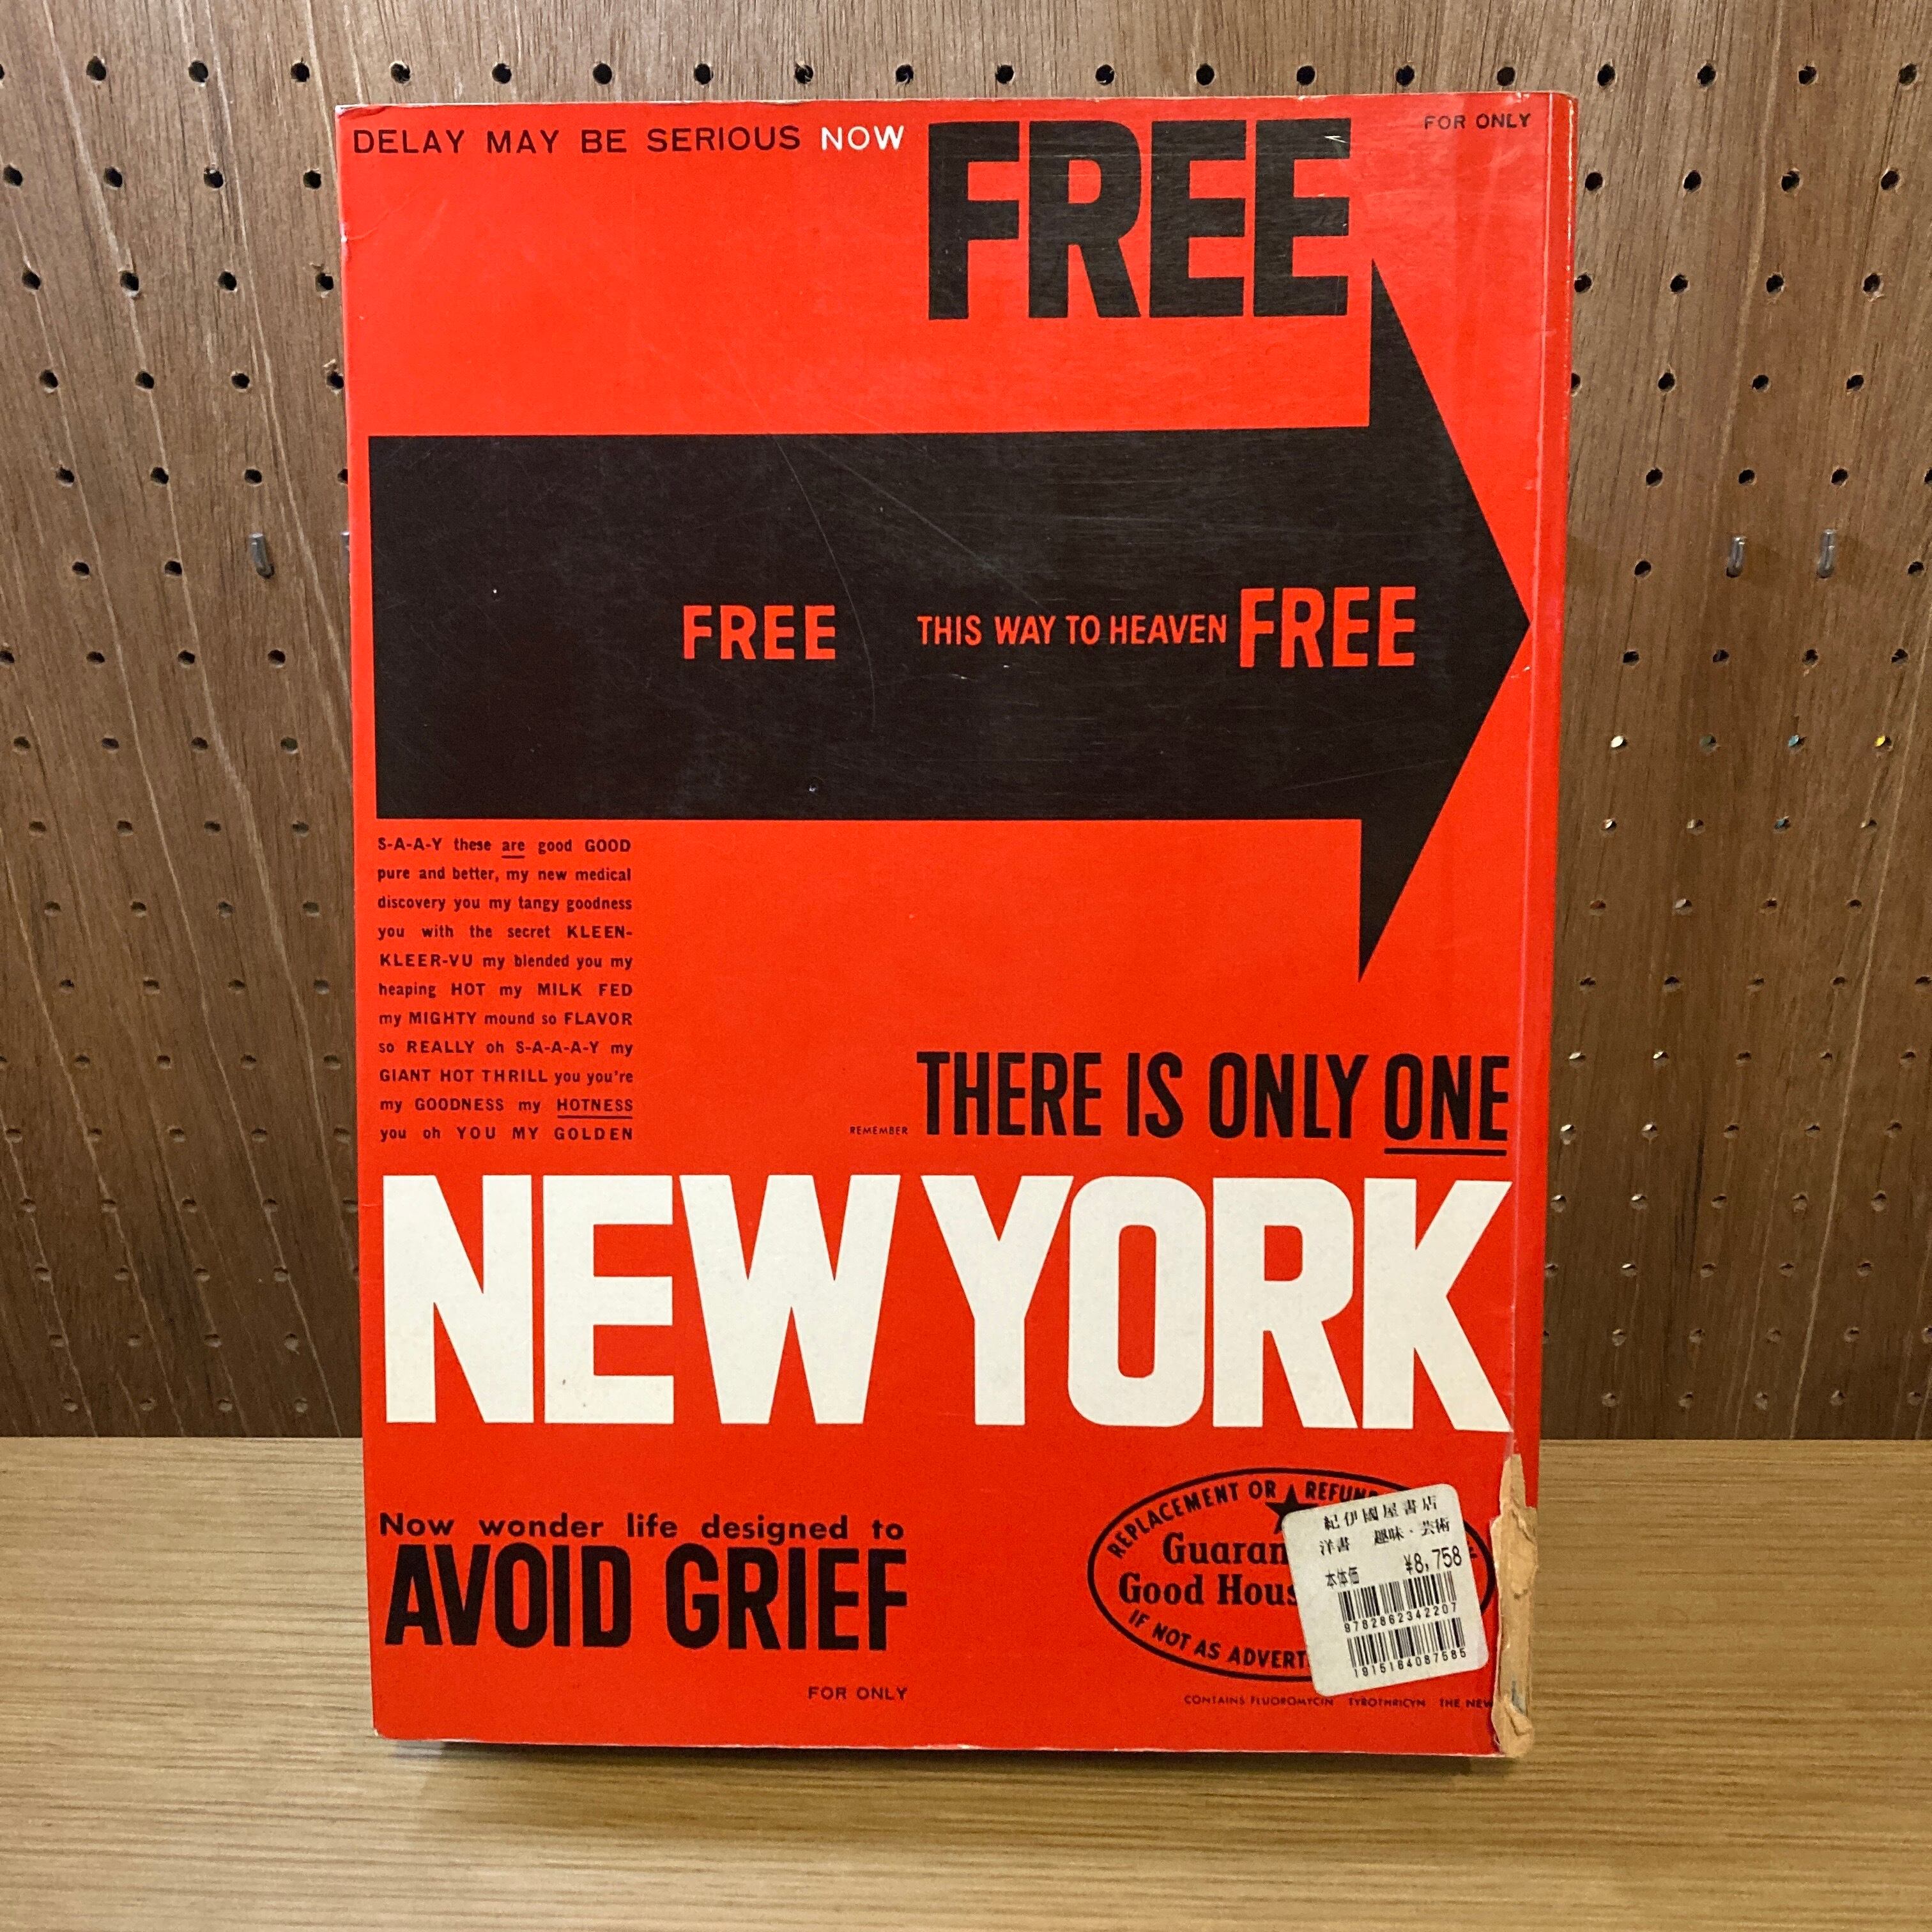 DELAY MAY BE SERIOUS NOW FREE
FOR ONLY
FREE THIS WAY TO HEAVEN FREE
S-A-A-Y these are good GOOD
pure and better, my new medical
discovery you my tangy goodness
you with the secret KLEEN-
KLEER-VU my blended you my
heaping HOT my MILK FED
my MIGHTY mound so FLAVOR
so REALLY oh S-A-A-A-Y my
GIANT HOT THRILL you you're
my GOODNESS my HOTNESS
you oh YOU MY GOLDEN
REMEMBER THERE IS ONLY ONE
NEW YORK
Now wonder life designed to
AVOID GRIEF
FOR ONLY
REPLACEMENT OR REFUN
Guaran
Good Hous
IF NOT AS ADVERT
紀伊國屋書店
洋書 趣味・芸術
本体価 ¥8,758
9782862342207
1915164087585
CONTAINS FLUOROMYCIN TYROTHRICYN THE NEW